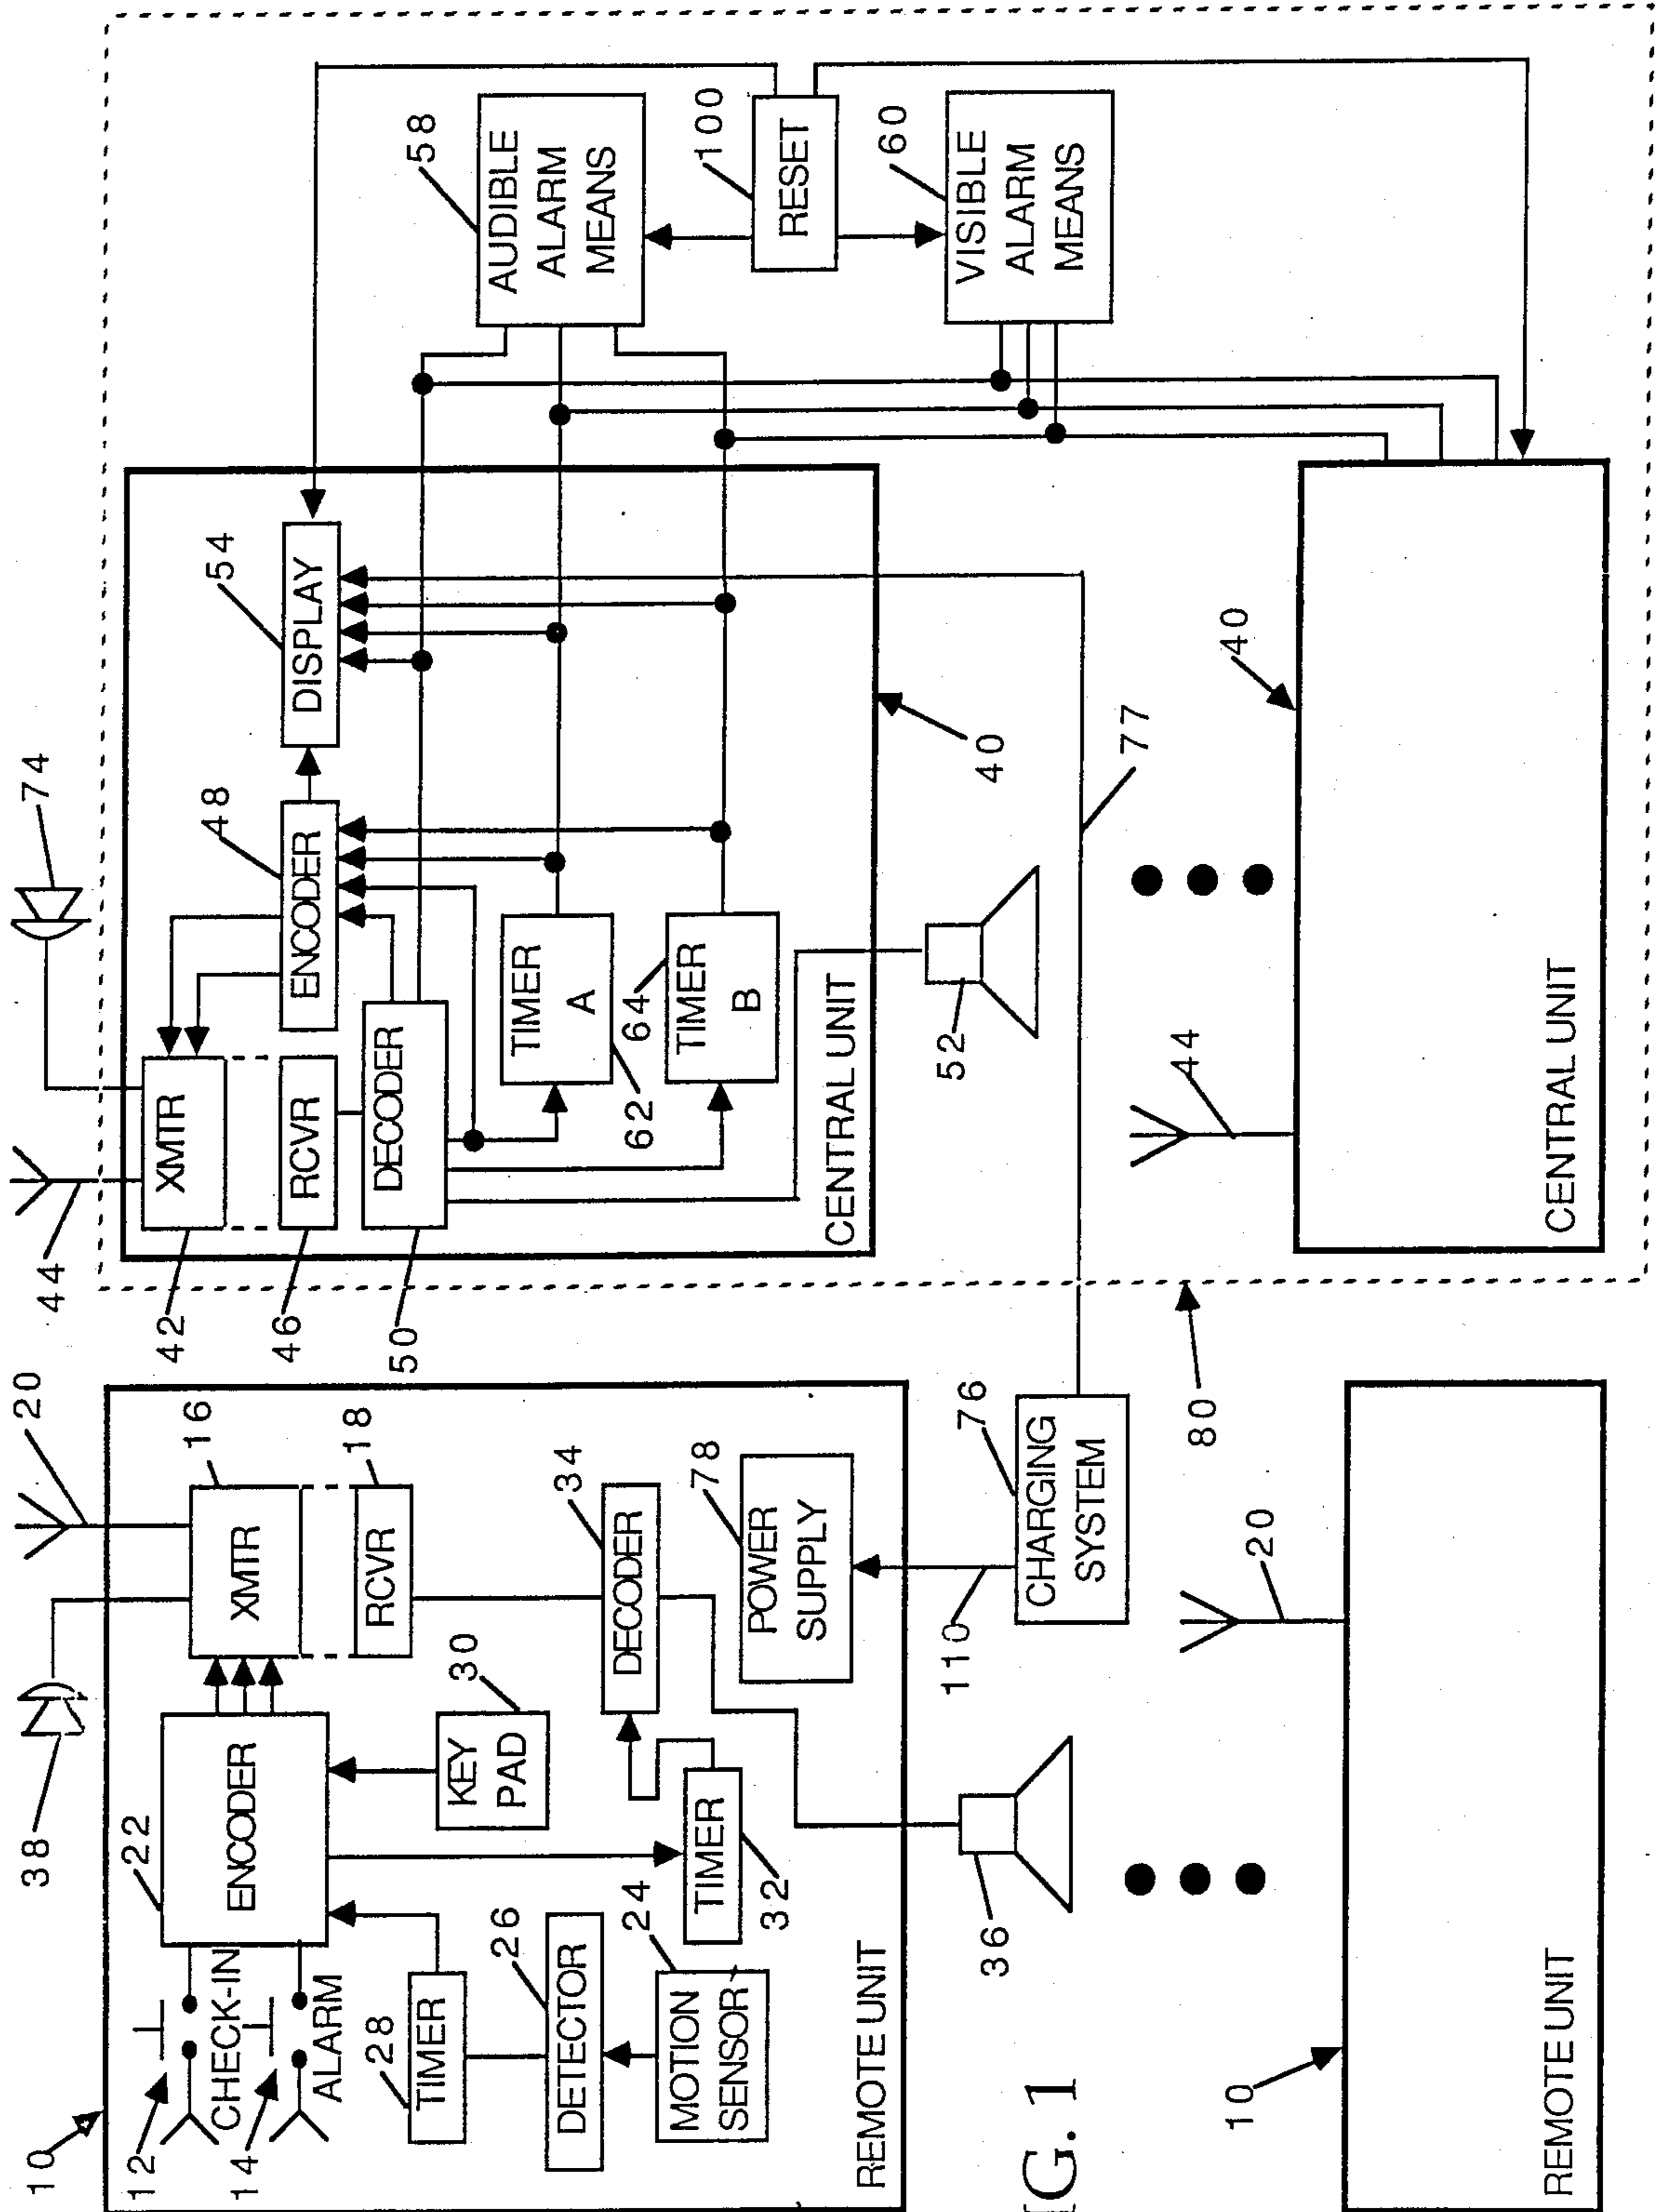 10
12
CHECK-IN
14
ALARM
22
ENCODER
38
XMTR
16
20
RCVR
18
28
TIMER
26
DETECTOR
24
MOTION
SENSOR
30
KEY
PAD
TIMER
32
34
DECODER
78
POWER
SUPPLY
REMOTE UNIT
36
110
76
CHARGING
SYSTEM
10
20
REMOTE UNIT
IG. 1
44
74
42
XMTR
46
RCVR
50
DECODER
48
ENCODER
54
DISPLAY
TIMER
A
62
64
TIMER
B
CENTRAL UNIT
40
52
77
80
58
AUDIBLE
ALARM
MEANS
100
RESET
60
VISIBLE
ALARM
MEANS
44
40
CENTRAL UNIT